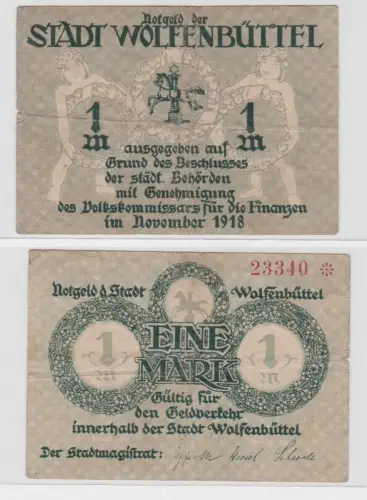 Notgeld der
STADT WOLFENBÜTTEL
1 1
M M
ausgegeben auf
Grund des Beschlusses
der städt. Behörden
mit Genehmigung
des Volkskommissars für die Finanzen
im November 1918
23340 *
Notgeld d. Stadt Wolfenbüttel
EINE
1 1
M M
MARK
Gültig für
den Geldverkehr
innerhalb der Stadt Wolfenbüttel
Der Stadtmagistrat: